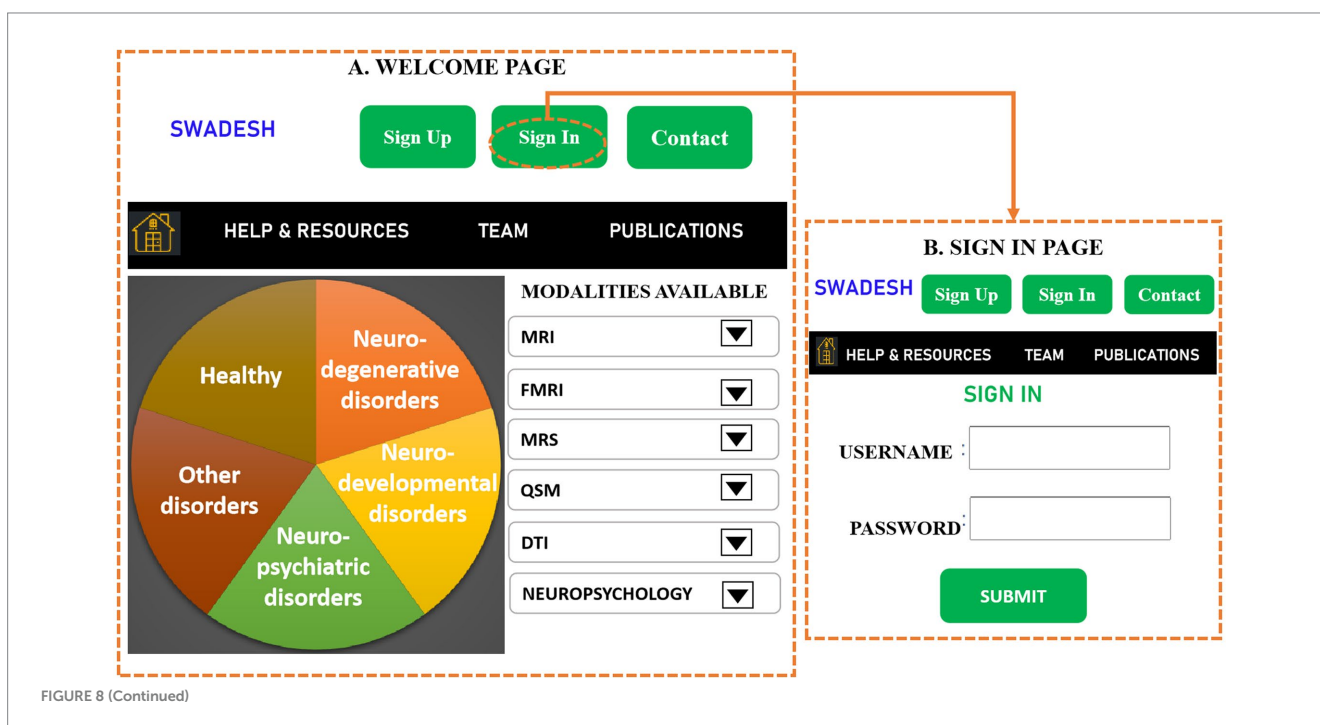 A. WELCOME PAGE
SWADESH
Sign Up
Sign In
Contact
HELP & RESOURCES
TEAM
PUBLICATIONS
Healthy
Neuro-
degenerative
disorders
Neuro-
developmental
disorders
Neuro-
psychiatric
disorders
Other
disorders
MODALITIES AVAILABLE
MRI
FMRI
MRS
QSM
DTI
NEUROPSYCHOLOGY
B. SIGN IN PAGE
SWADESH
Sign Up
Sign In
Contact
HELP & RESOURCES
TEAM
PUBLICATIONS
SIGN IN
USERNAME :
PASSWORD:
SUBMIT
FIGURE 8 (Continued)